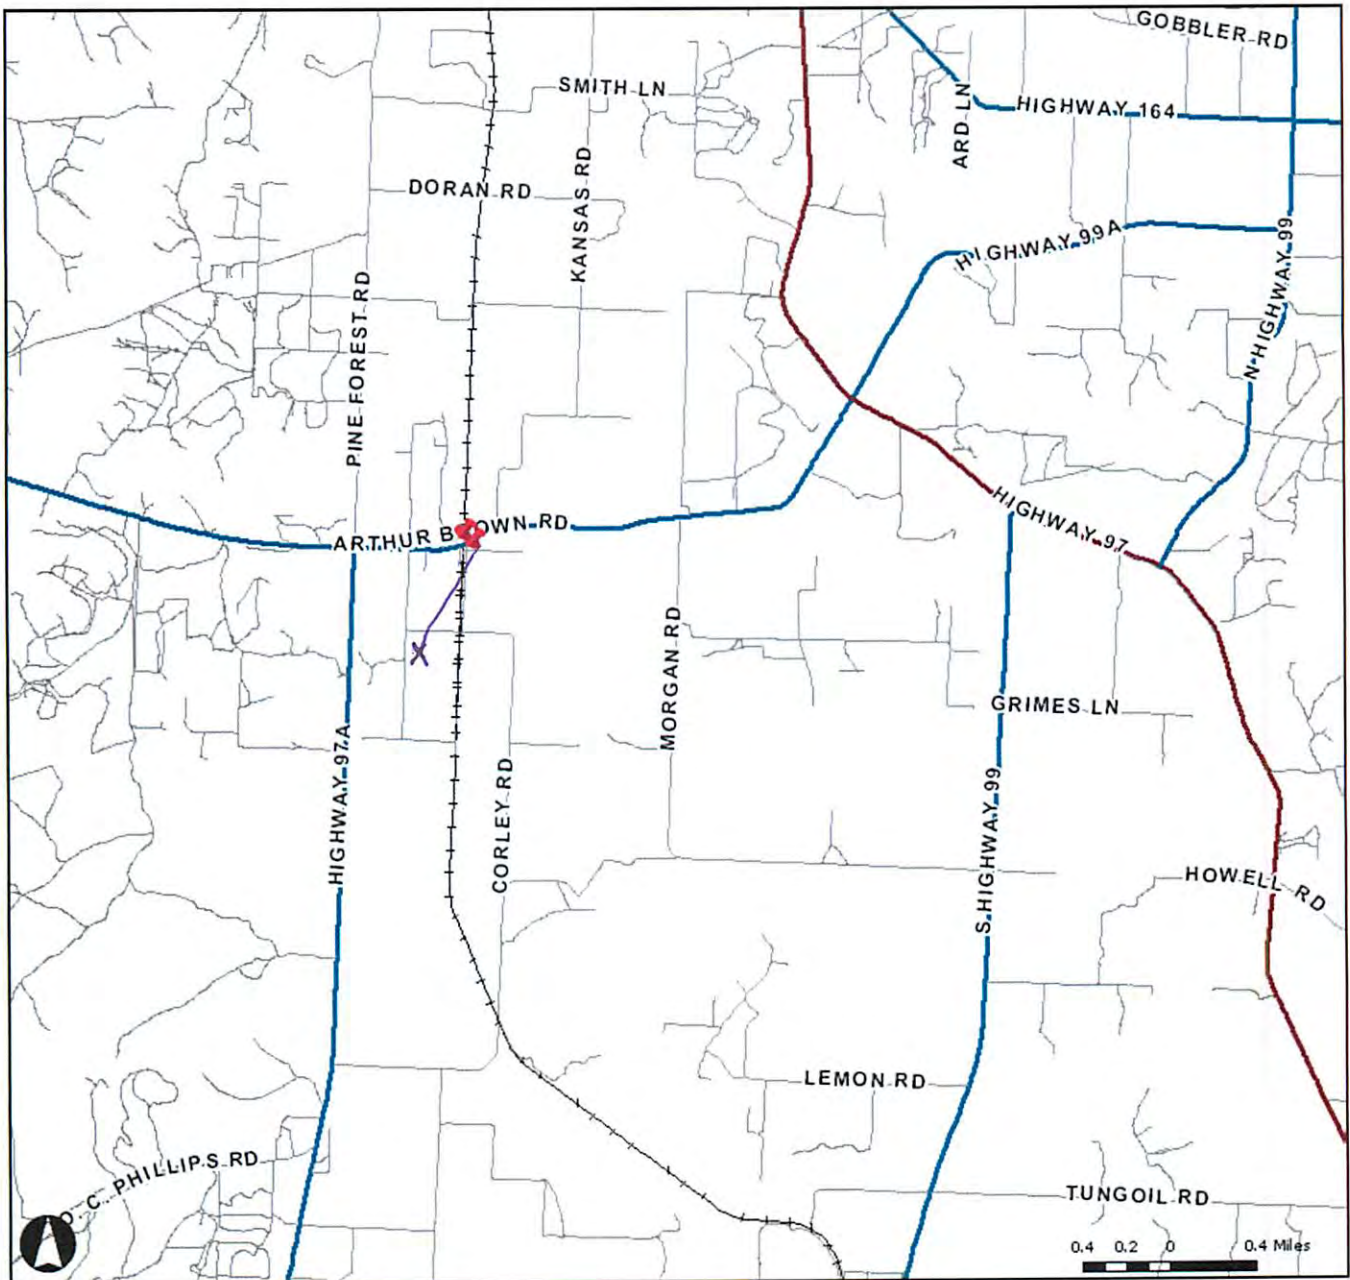 GOBBLER RD
SMITH LN
ARD LN
HIGHWAY 164
KANSAS RD
DORAN RD
HIGHWAY 99A
N HIGHWAY 99
PINE FOREST RD
HIGHWAY 97
ARTHUR B OWN RD
X
MORGAN RD
GRIMES LN
HIGHWAY 97A
CORLEY RD
S HIGHWAY 99
HOWELL RD
LEMON RD
O. C. PHILLIPS RD
TUNGOIL RD
0.4 0.2 0 0.4 Miles